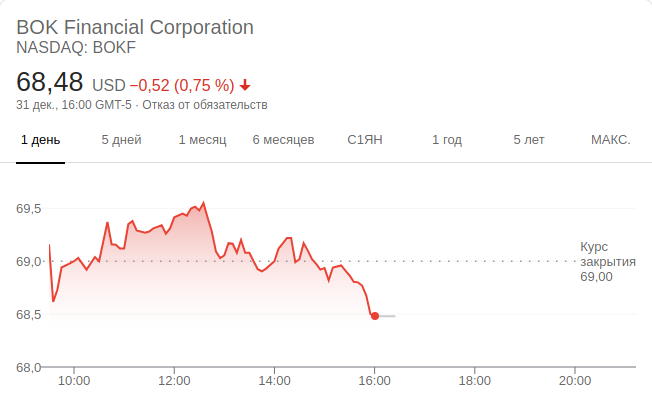 BOK Financial Corporation
NASDAQ: BOKF
68,48 USD −0,52 (0,75 %)
31 дек., 16:00 GMT-5 · Отказ от обязательств
1 день 5 дней 1 месяц 6 месяцев С1ЯН 1 год 5 лет МАКС.
69,5
69,0
68,5
68,0
Курс
закрытия
69,00
10:00 12:00 14:00 16:00 18:00 20:00